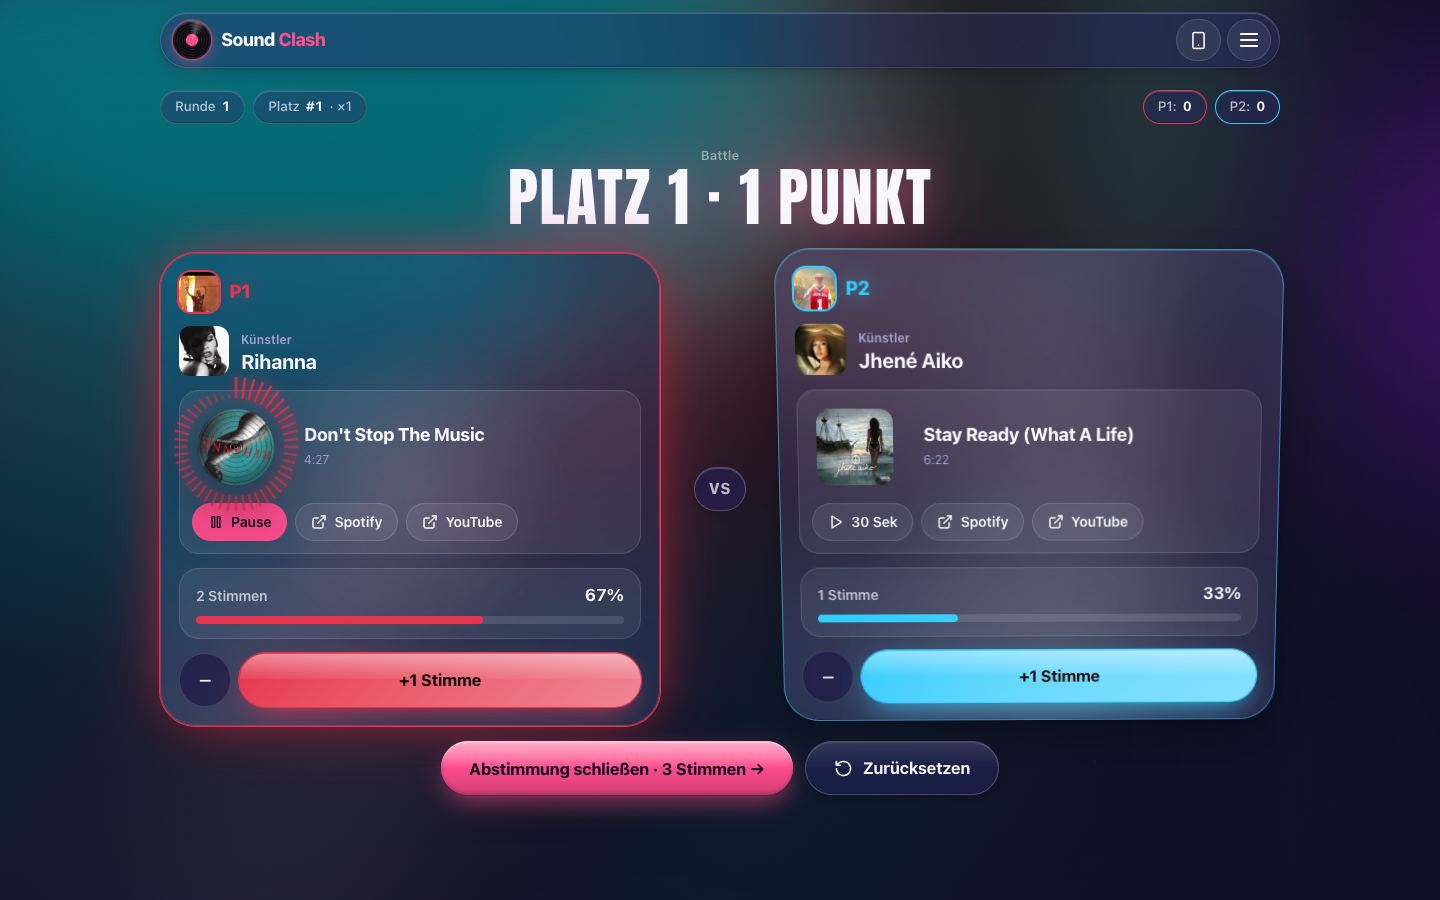 Sound Clash
Runde 1
Platz #1 · ×1
P1: 0
P2: 0
Battle
PLATZ 1 · 1 PUNKT
P1
Künstler
Rihanna
Don't Stop The Music
4:27
Pause
Spotify
YouTube
2 Stimmen
67%
− +1 Stimme
VS
P2
Künstler
Jhené Aiko
Stay Ready (What A Life)
6:22
30 Sek
Spotify
YouTube
1 Stimme
33%
− +1 Stimme
Abstimmung schließen · 3 Stimmen →
Zurücksetzen